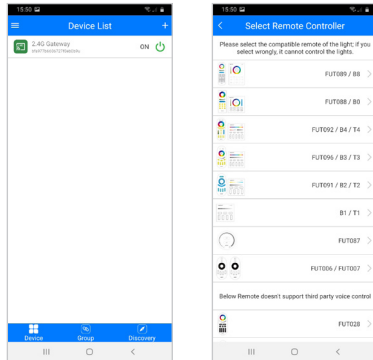 15:50
Device List
2.4G Gateway
ON
Device
Group
Discovery
15:50
Select Remote Controller
Please select the compatible remote of the light; if you
select wrongly, it cannot control the lights.
FUT089 / B8
FUT088 / B0
FUT092 / B4 / T4
FUT096 / B3 / T3
FUT091 / B2 / T2
B1 / T1
FUT087
FUT006 / FUT007
Below Remote doesn't support third party voice control
FUT028